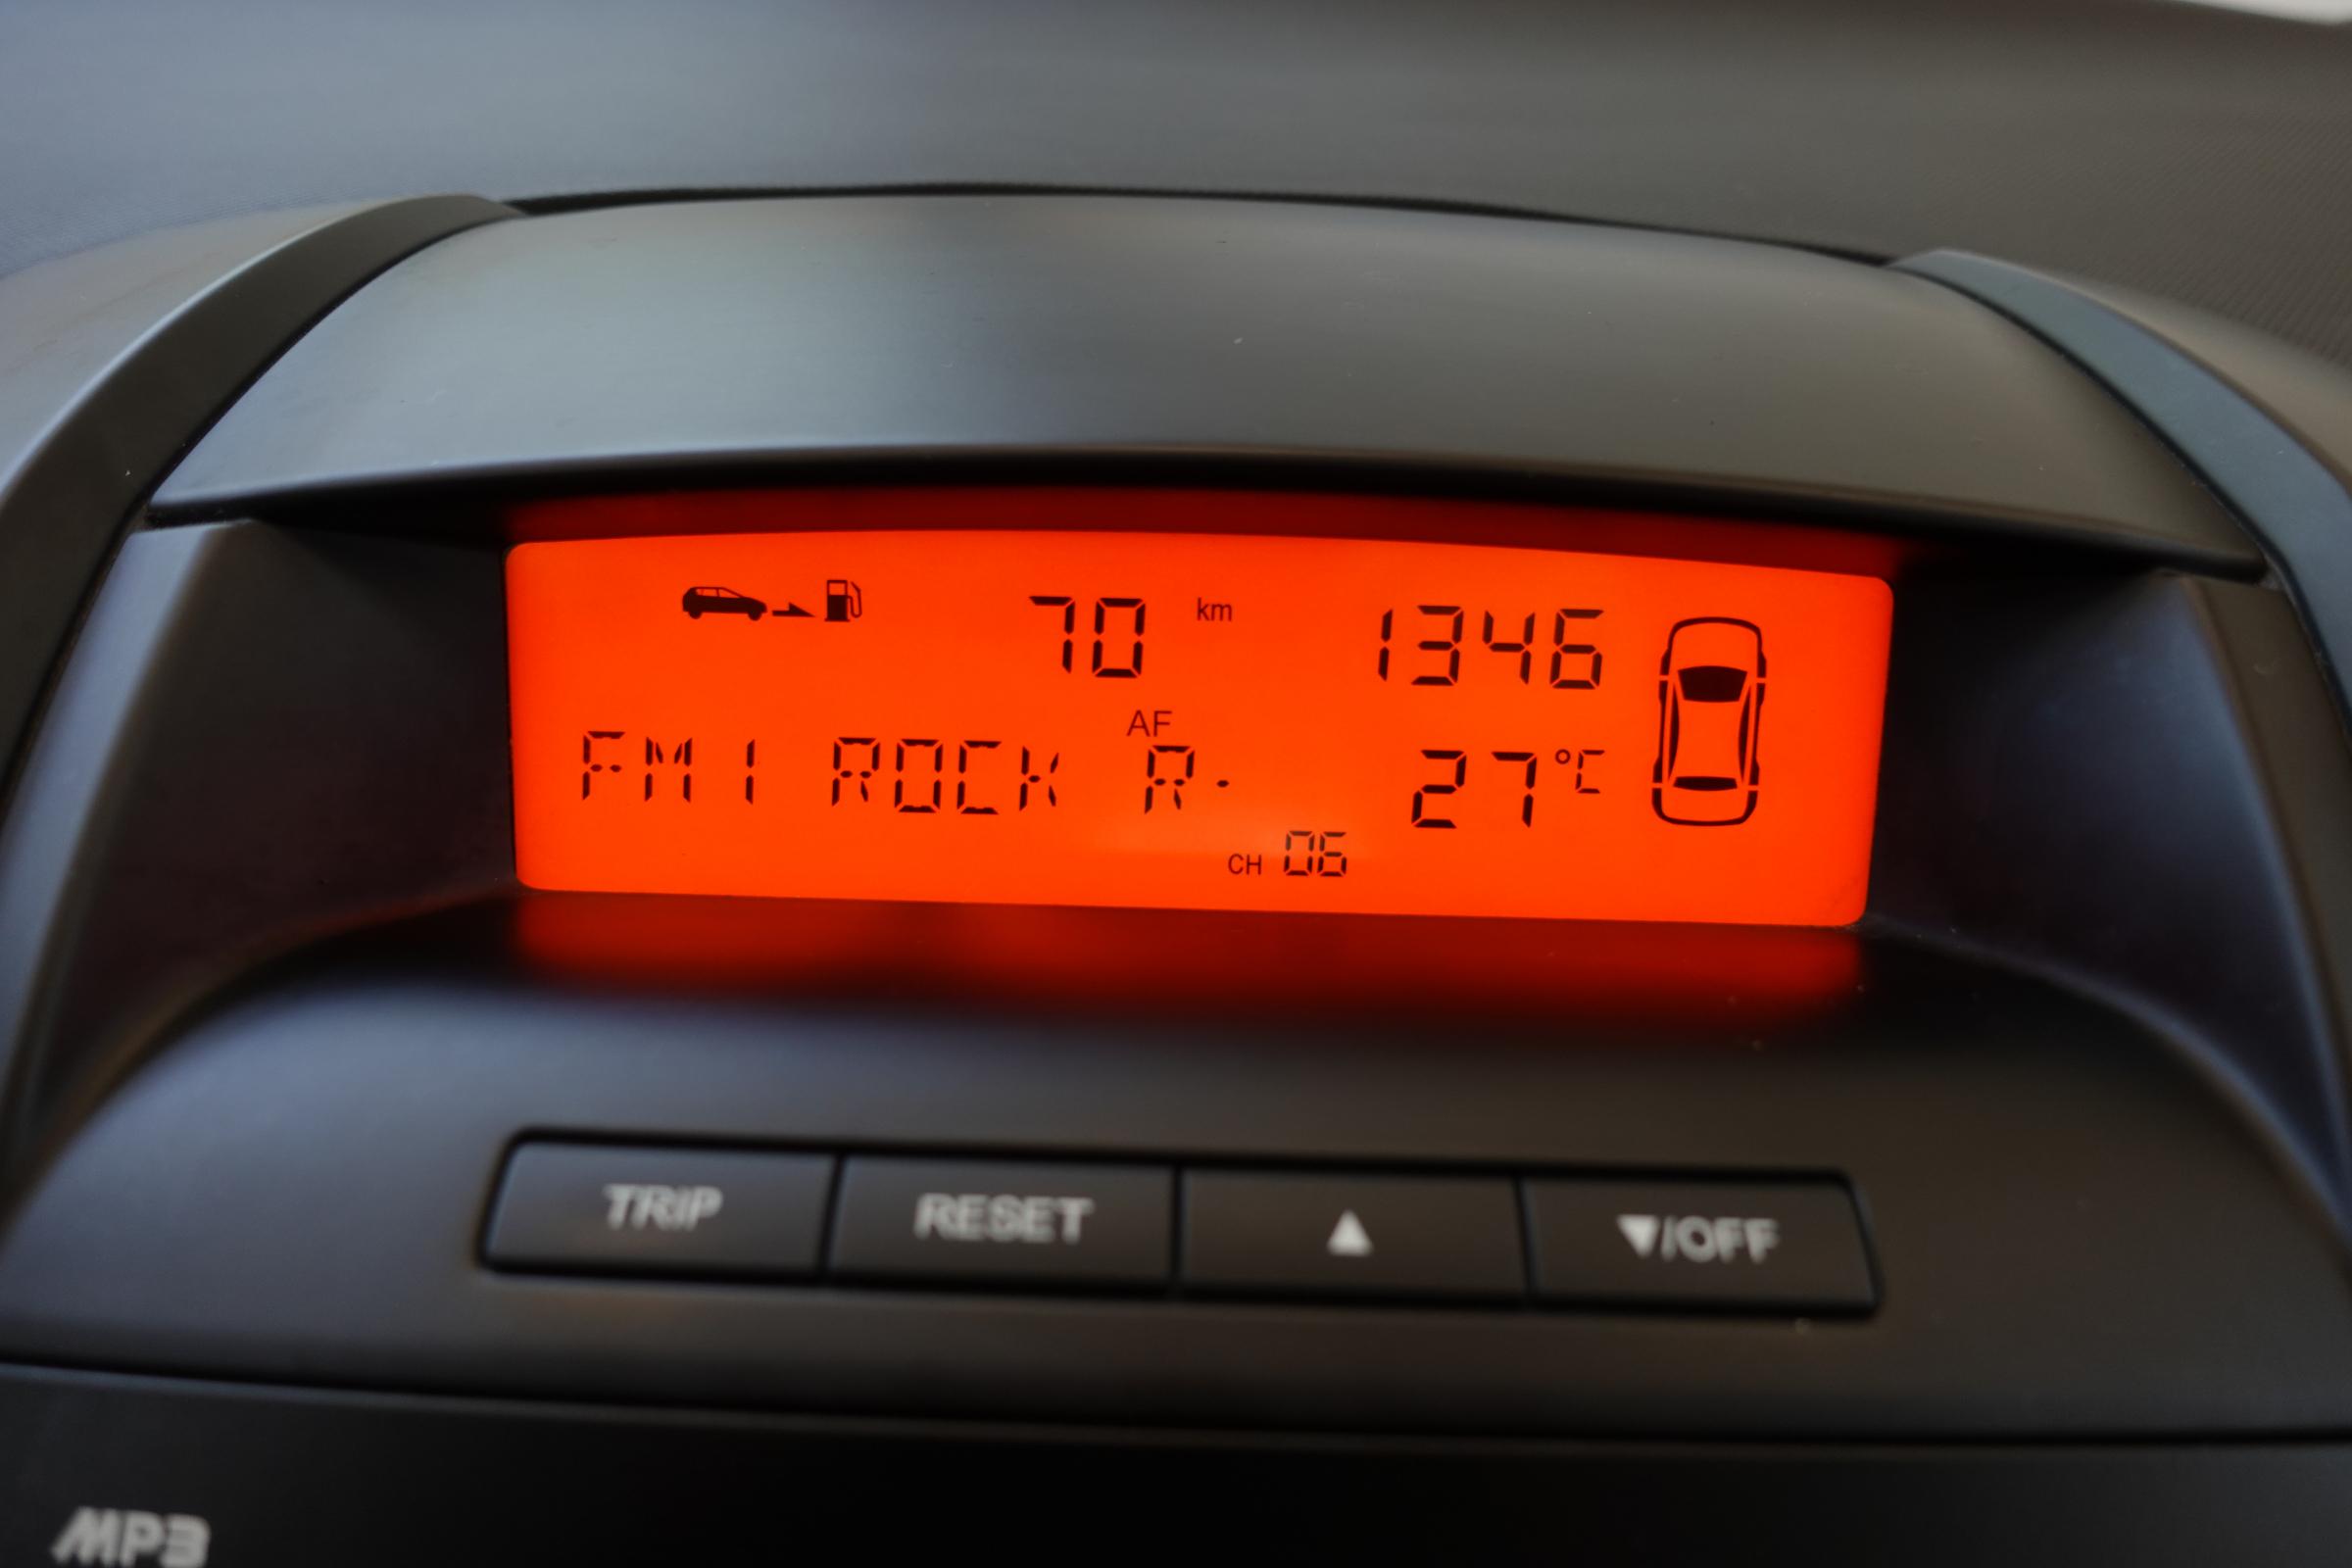 70 km 1346
AF
FM1 ROCK R- 27°C
CH 06
TRIP RESET ▲ ▼/OFF
MP3